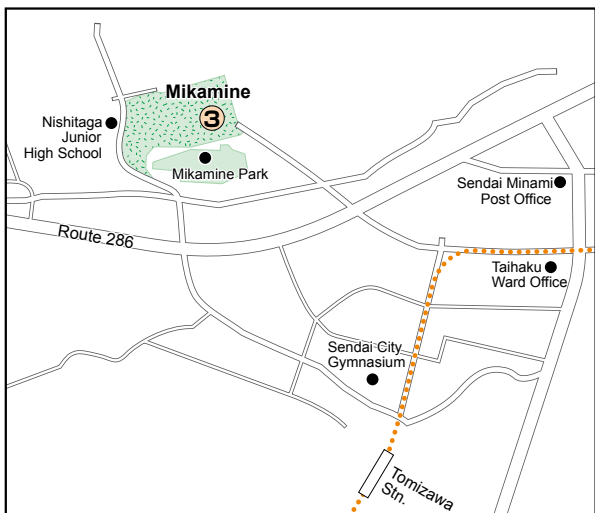 Mikamine
3
Nishitaga
Junior
High School
Mikamine Park
Sendai Minami
Post Office
Route 286
Taihaku
Ward Office
Sendai City
Gymnasium
Tomizawa
Stn.